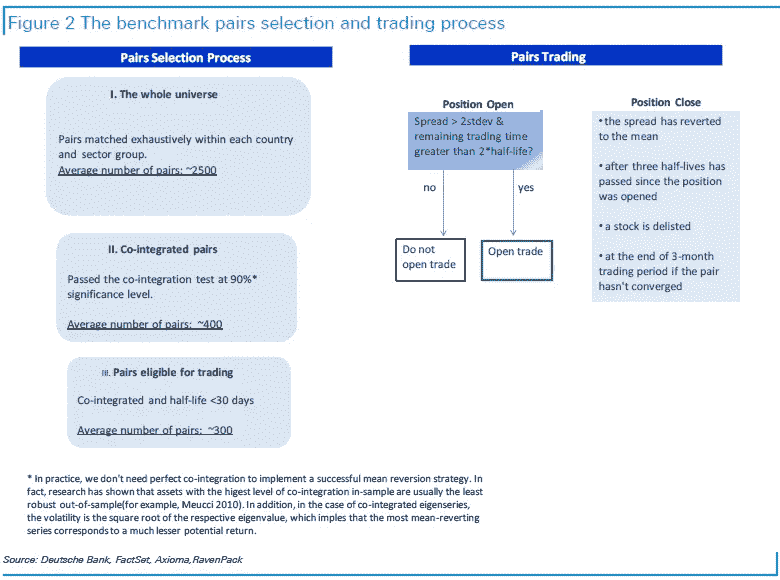 Figure 2 The benchmark pairs selection and trading process
Pairs Selection Process
I. The whole universe
Pairs matched exhaustively within each country
and sector group.
Average number of pairs: ~2500
II. Co-integrated pairs
Passed the co-integration test at 90%*
significance level.
Average number of pairs: ~400
III. Pairs eligible for trading
Co-integrated and half-life <30 days
Average number of pairs: ~300
Pairs Trading
Position Open
Spread > 2stdev &
remaining trading time
greater than 2*half-life?
no
yes
Do not
open trade
Open trade
Position Close
• the spread has reverted
to the mean
• after three half-lives has
passed since the position
was opened
• a stock is delisted
• at the end of 3-month
trading period if the pair
hasn't converged
* In practice, we don't need perfect co-integration to implement a successful mean reversion strategy. In
fact, research has shown that assets with the higest level of co-integration in-sample are usually the least
robust out-of-sample(for example, Meucci 2010). In addition, in the case of co-integrated eigenseries,
the volatility is the square root of the respective eigenvalue, which imples that the most mean-reverting
series corresponds to a much lesser potential return.
Source: Deutsche Bank, FactSet, Axioma,RavenPack